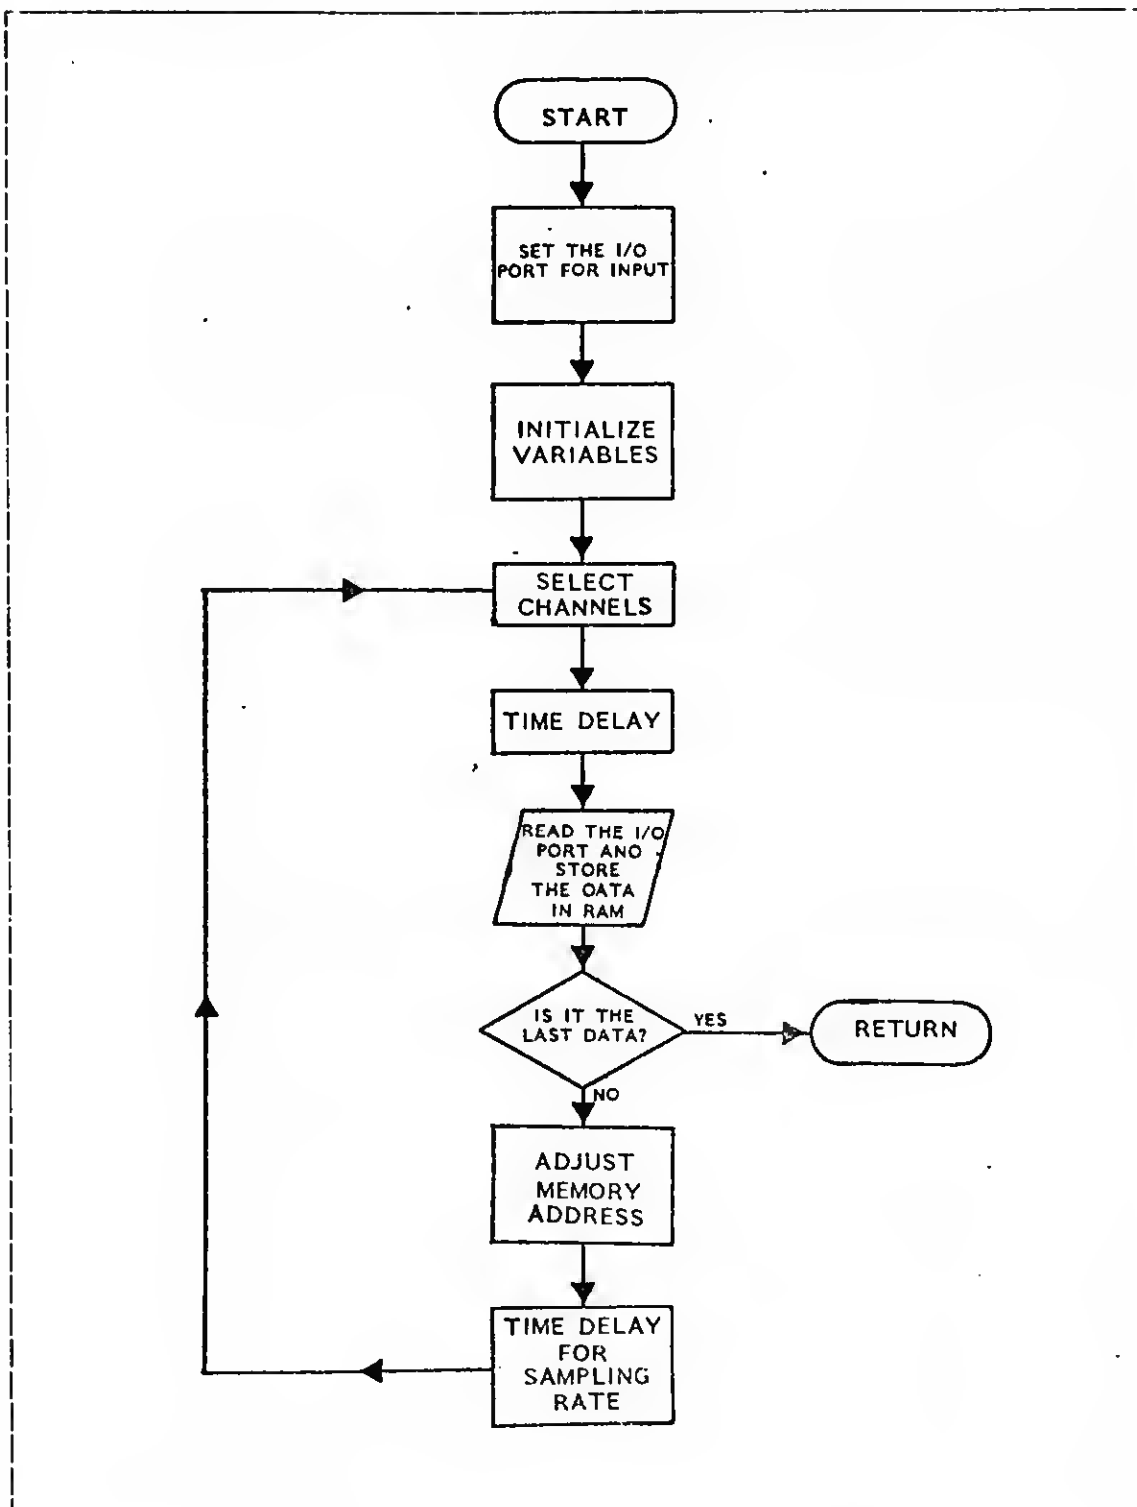 START
SET THE I/O
PORT FOR INPUT
INITIALIZE
VARIABLES
SELECT
CHANNELS
TIME DELAY
READ THE I/O
PORT ANO
STORE
THE OATA
IN RAM
IS IT THE
LAST DATA?
YES
RETURN
NO
ADJUST
MEMORY
ADDRESS
TIME DELAY
FOR
SAMPLING
RATE